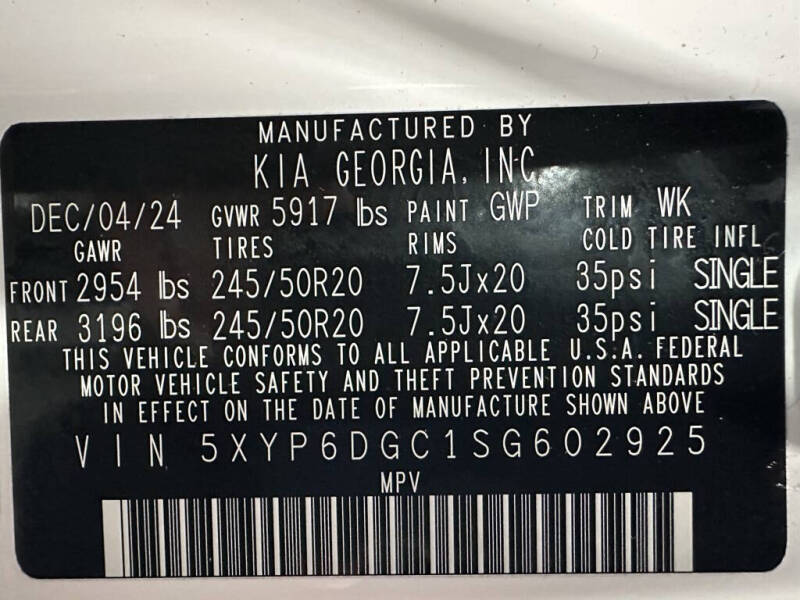 MANUFACTURED BY
KIA GEORGIA, INC
DEC/04/24 GVWR 5917 lbs PAINT GWP TRIM WK
GAWR TIRES RIMS COLD TIRE INFL
FRONT 2954 lbs 245/50R20 7.5Jx20 35psi SINGLE
REAR 3196 lbs 245/50R20 7.5Jx20 35psi SINGLE
THIS VEHICLE CONFORMS TO ALL APPLICABLE U.S.A. FEDERAL
MOTOR VEHICLE SAFETY AND THEFT PREVENTION STANDARDS
IN EFFECT ON THE DATE OF MANUFACTURE SHOWN ABOVE
VIN 5XYP6DGC1SG602925
MPV